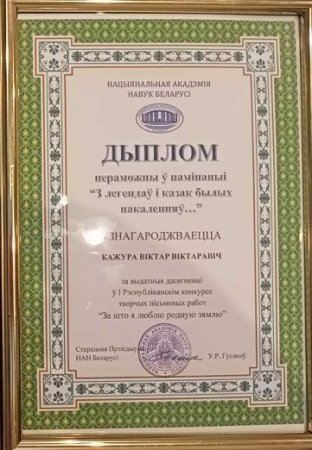 НАЦЫЯНАЛЬНАЯ АКАДЭМІЯ
НАВУК БЕЛАРУСІ
ДЫПЛОМ
пераможцы ў намінацыі
“З легендаў і казак былых
пакаленняў...”
УЗНАГАРОДЖВАЕЦЦА
КАЖУРА ВІКТАР ВІКТАРАВІЧ
за выдатныя дасягненні
ў І Рэспубліканскім конкурсе
творчых пісьмовых работ
“За што я люблю родную зямлю”
Старшыня Прэзідыума
НАН Беларусі
У.Р. Гусакоў